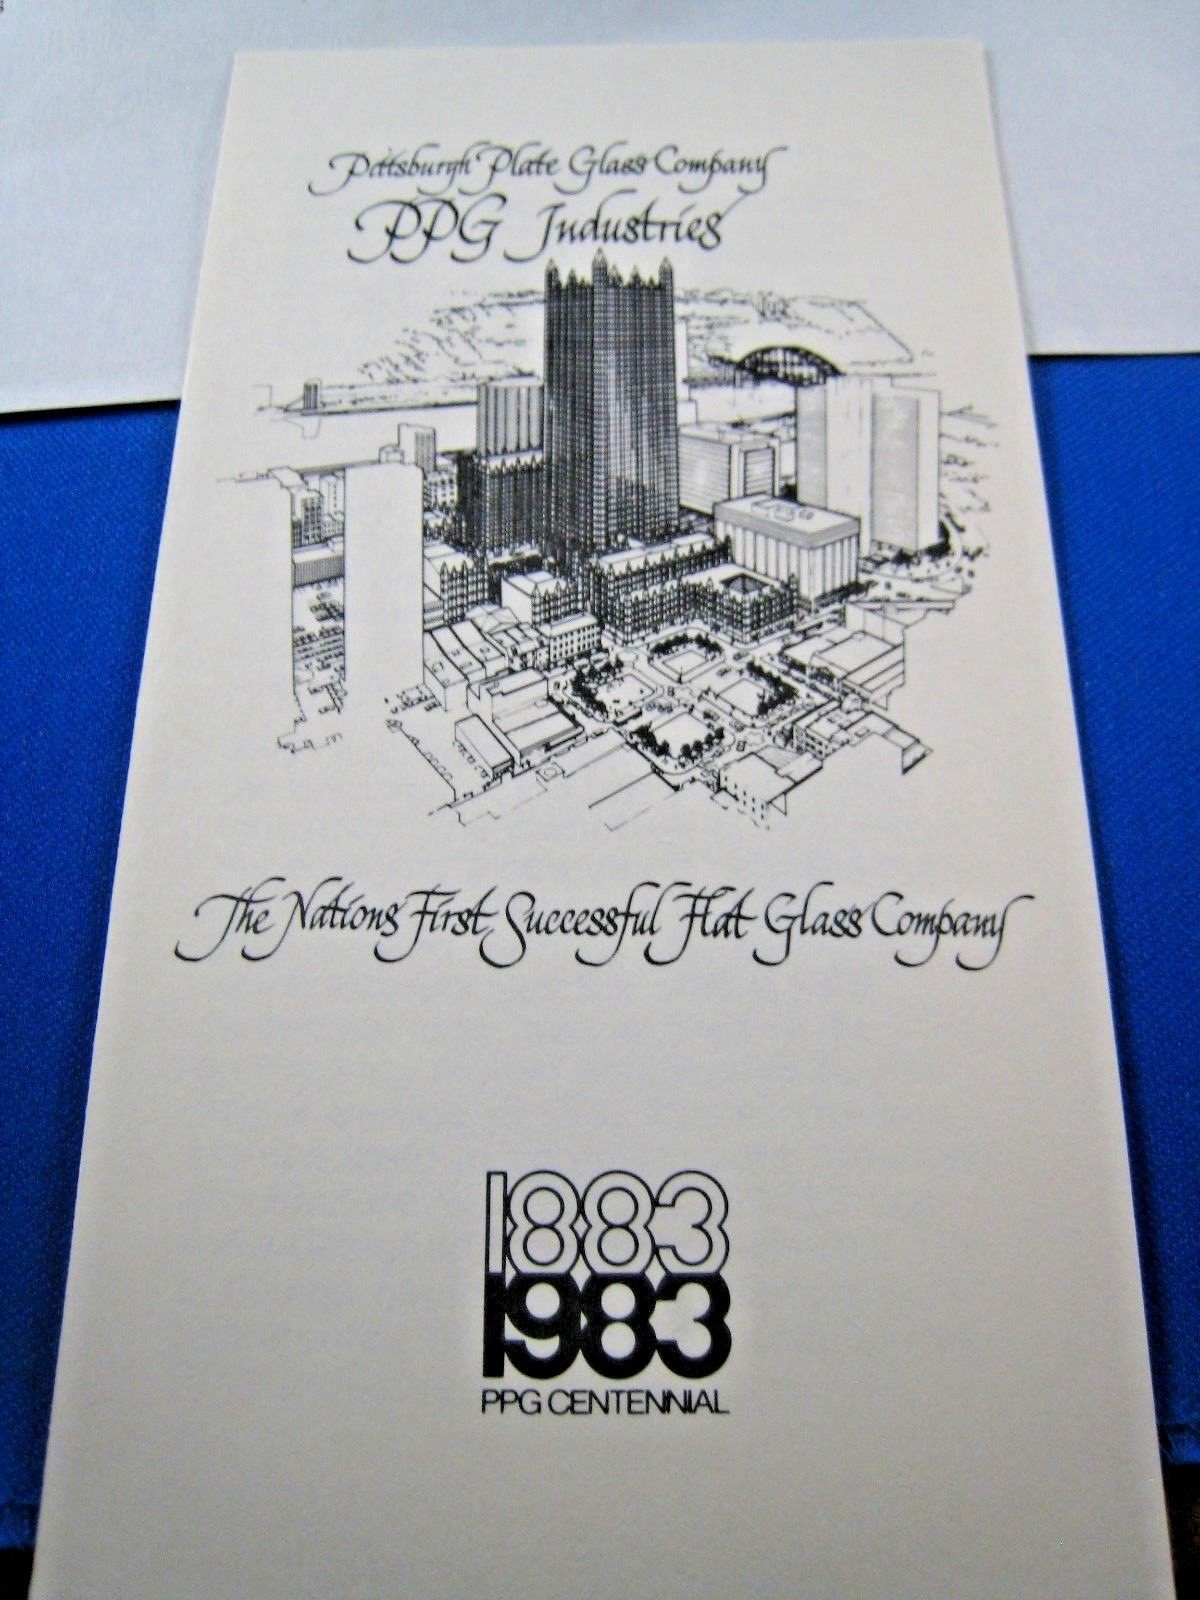 Pittsburgh Plate Glass Company
PPG Industries
The Nations First Successful Flat Glass Company
1883
1983
PPG CENTENNIAL